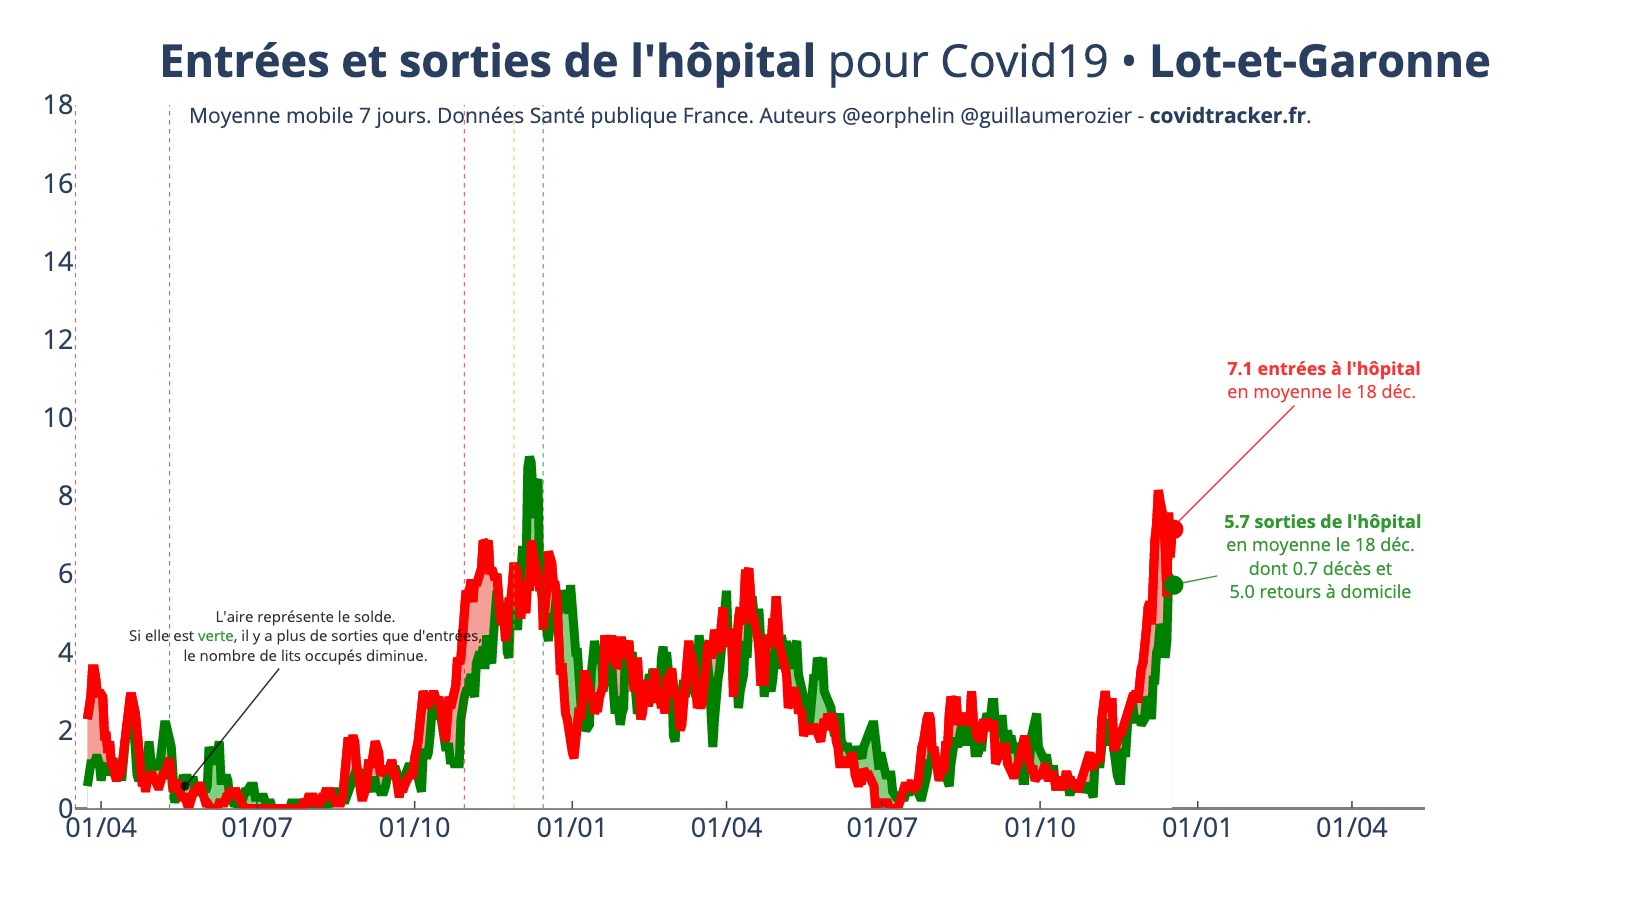 Entrées et sorties de l'hôpital pour Covid19 • Lot-et-Garonne
Moyenne mobile 7 jours. Données Santé publique France. Auteurs @eorphelin @guillaumerozier - covidtracker.fr.
18
16
14
12
10
8
6
4
2
0
7.1 entrées à l'hôpital
en moyenne le 18 déc.
5.7 sorties de l'hôpital
en moyenne le 18 déc.
dont 0.7 décès et
5.0 retours à domicile
L'aire représente le solde.
Si elle est verte, il y a plus de sorties que d'entrées,
le nombre de lits occupés diminue.
01/04 01/07 01/10 01/01 01/04 01/07 01/10 01/01 01/04